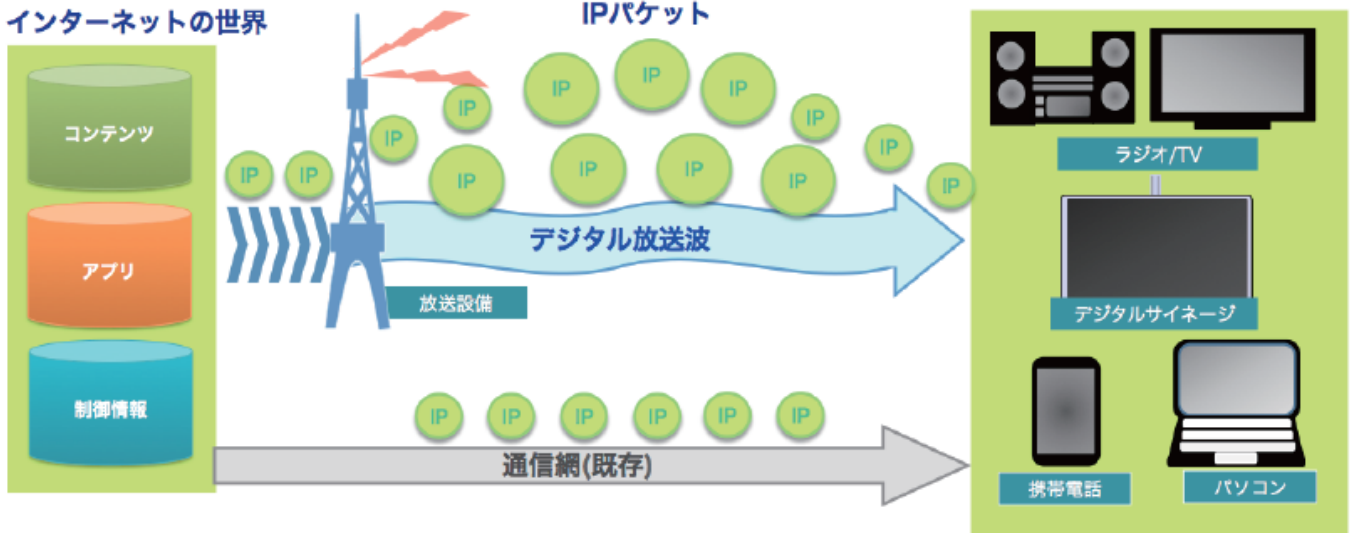 インターネットの世界
IPパケット
コンテンツ
アプリ
制御情報
IP
IP
IP
IP
IP
IP
IP
IP
IP
IP
IP
IP
IP
IP
デジタル放送波
放送設備
IP
IP
IP
IP
IP
IP
通信網(既存)
ラジオ/TV
デジタルサイネージ
携帯電話
パソコン